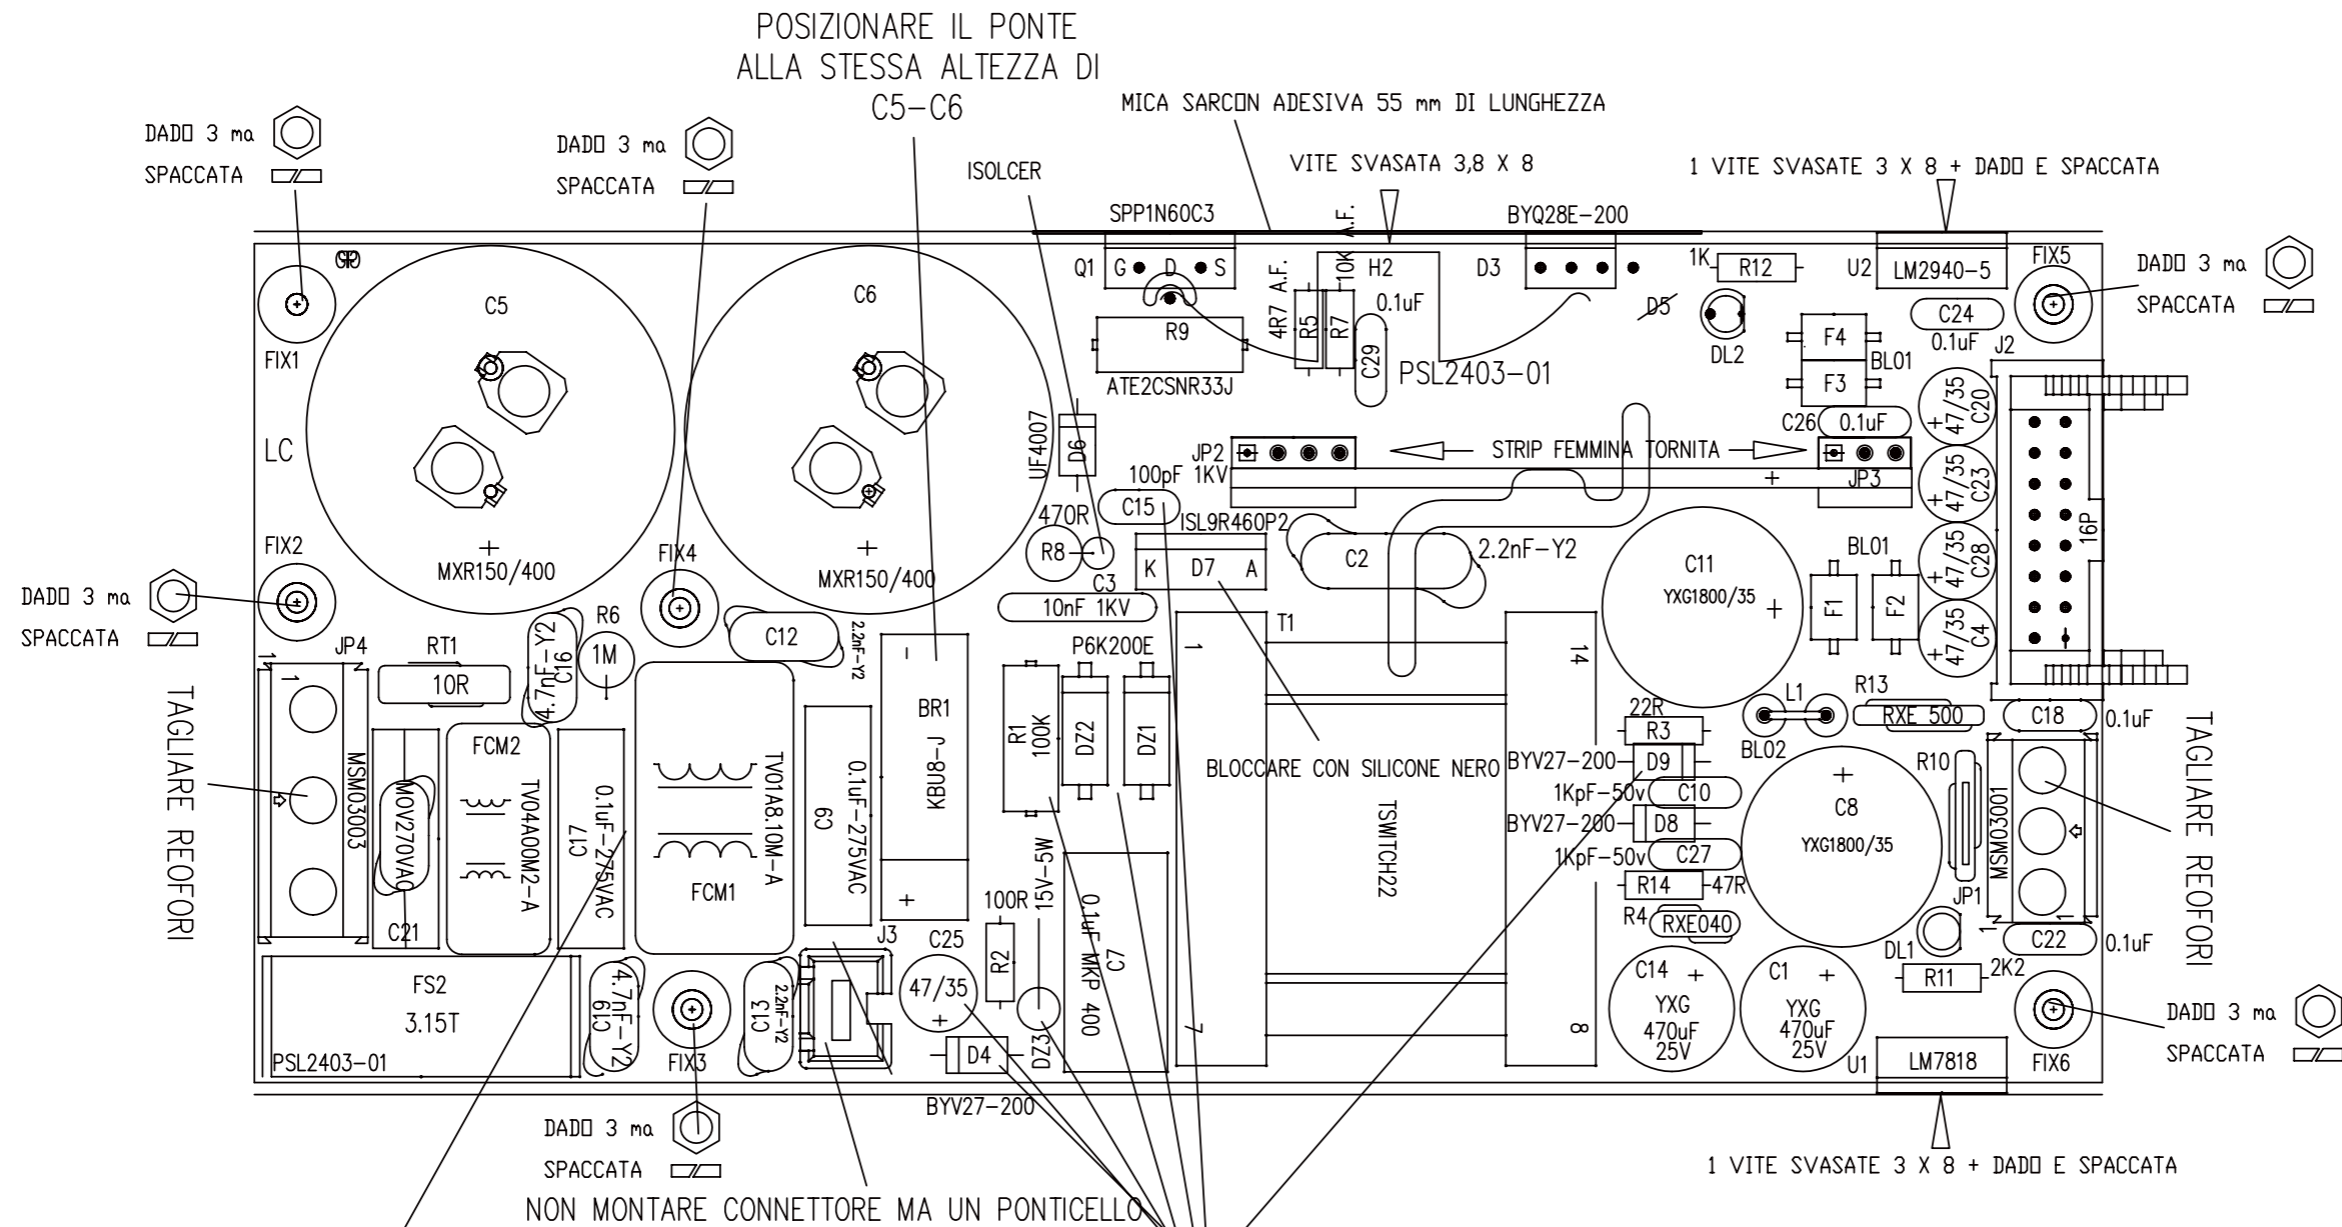 POSIZIONARE IL PONTE
ALLA STESSA ALTEZZA DI
C5-C6
MICA SARCON ADESIVA 55 mm DI LUNGHEZZA
DADO 3 ma
SPACCATA
DADO 3 ma
SPACCATA
ISOLCER
VITE SVASATA 3,8 X 8
1 VITE SVASATE 3 X 8 + DADO E SPACCATA
SPP1N60C3
A.F.
BYQ28E-200
Q1
G D S
10K
H2
D3
1K
R12
U2
LM2940-5
FIX5
DADO 3 ma
SPACCATA
C5
C6
4R7 A.F.
R5
R7
0.1uF
D5
C24
0.1uF
FIX1
R9
ATE2CSNR33J
C29
PSL2403-01
DL2
F4
BL01
F3
J2
47/35
C20
LC
UF4007
D6
C26
0.1uF
JP2
STRIP FEMMINA TORNITA
JP3
+
100pF 1KV
C15
+
47/35
C23
470R
R8
ISL9R460P2
K D7 A
C2
2.2nF-Y2
C11
YXG1800/35
+
BL01
F1
F2
+
47/35
C28
16P
FIX2
+
MXR150/400
FIX4
+
MXR150/400
C3
10nF 1KV
DADO 3 ma
SPACCATA
+
47/35
C4
JP4
RT1
10R
4.7nF-Y2
C16
R6
1M
C12
2.2nF-Y2
P6K200E
T1
1
14
1
1
TAGLIARE REOFORI
MSM03003
MOV270VAC
C21
FCM2
TV04A00M2-A
0.1uF-275VAC
C17
FCM1
TV01A8.10M-A
0.1uF-275VAC
C9
-
BR1
KBU8-J
+
R1
100K
DZ2
DZ1
BLOCCARE CON SILICONE NERO
TSWITCH22
22R
R3
BYV27-200
D9
1KpF-50v
C10
BYV27-200
D8
1KpF-50v
C27
R14
47R
R4
RXE040
L1
BL02
R13
RXE 500
C18
0.1uF
+
C8
YXG1800/35
R10
MSM03001
JP1
1
TAGLIARE REOFORI
DL1
C22
0.1uF
R11
2K2
FS2
3.15T
PSL2403-01
4.7nF-Y2
C19
FIX3
2.2nF-Y2
C13
J3
C25
47/35
+
100R
R2
15V-5W
DZ3
0.1uF MKP 400
C7
7
8
D4
BYV27-200
C14 +
YXG
470uF
25V
C1 +
YXG
470uF
25V
U1
LM7818
FIX6
DADO 3 ma
SPACCATA
DADO 3 ma
SPACCATA
1 VITE SVASATE 3 X 8 + DADO E SPACCATA
NON MONTARE CONNETTORE MA UN PONTICELLO